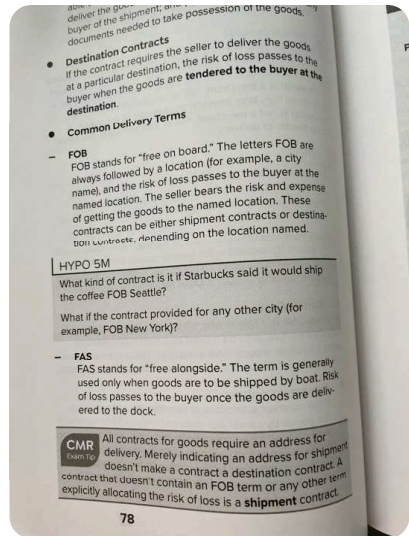 deliver the
buyer of the shipment; and
documents needed to take possession of the goods.
• Destination Contracts
If the contract requires the seller to deliver the goods
at a particular destination, the risk of loss passes to the
buyer when the goods are tendered to the buyer at the
destination.
• Common Delivery Terms
– FOB
FOB stands for “free on board.” The letters FOB are
always followed by a location (for example, a city
name), and the risk of loss passes to the buyer at the
named location. The seller bears the risk and expense
of getting the goods to the named location. These
contracts can be either shipment contracts or destina-
tion contracts, depending on the location named.
HYPO 5M
What kind of contract is it if Starbucks said it would ship
the coffee FOB Seattle?
What if the contract provided for any other city (for
example, FOB New York)?
– FAS
FAS stands for “free alongside.” The term is generally
used only when goods are to be shipped by boat. Risk
of loss passes to the buyer once the goods are deliv-
ered to the dock.
CMR
Exam Tip
All contracts for goods require an address for
delivery. Merely indicating an address for shipment
doesn't make a contract a destination contract. A
contract that doesn't contain an FOB term or any other term
explicitly allocating the risk of loss is a shipment contract.
78